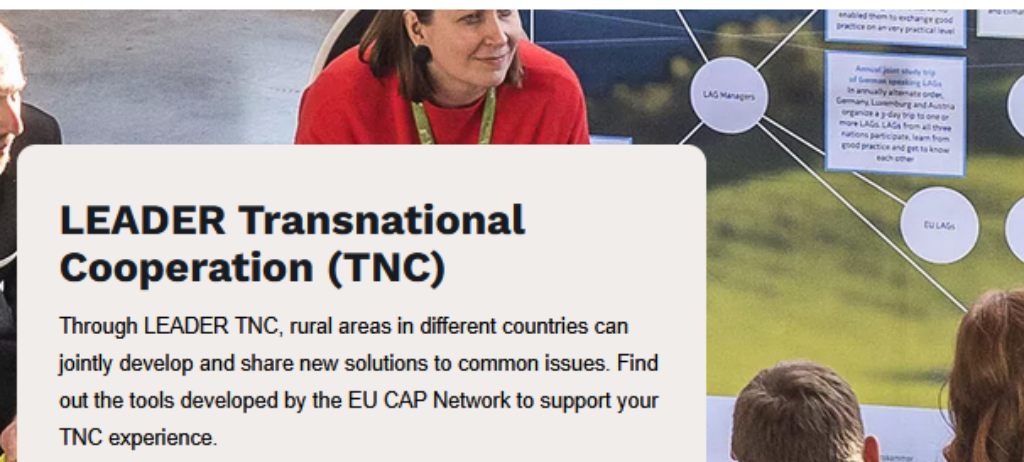 enabled them to exchange good
practice on an very practical level
Annual joint study trip
of German speaking LAGs
In annually alternate order,
Germany, Luxemburg and Austria
organize a 3-day trip to one or
more LAGs. LAGs from all three
nations participate, learn from
good practice and get to know
each other
LAG Managers
EU LAGs
LEADER Transnational
Cooperation (TNC)
Through LEADER TNC, rural areas in different countries can
jointly develop and share new solutions to common issues. Find
out the tools developed by the EU CAP Network to support your
TNC experience.